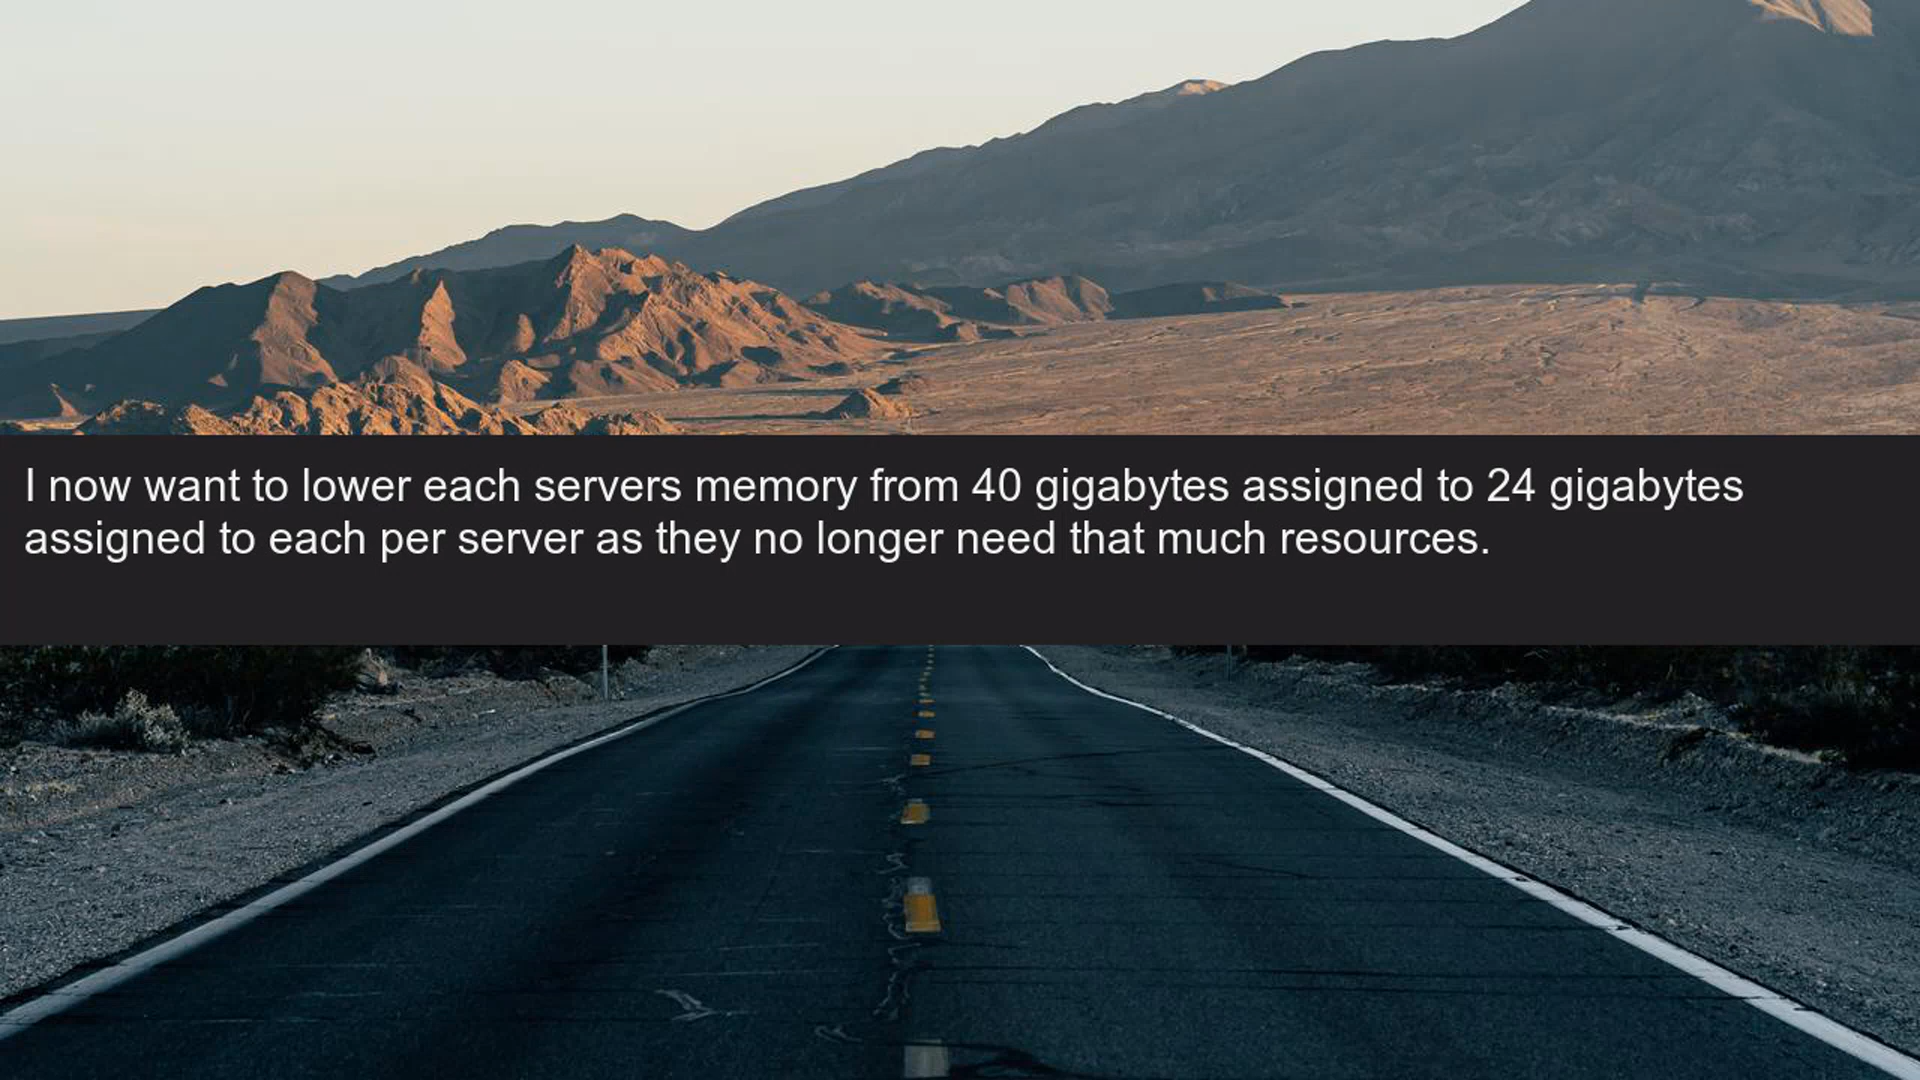 I now want to lower each servers memory from 40 gigabytes assigned to 24 gigabytes
assigned to each per server as they no longer need that much resources.